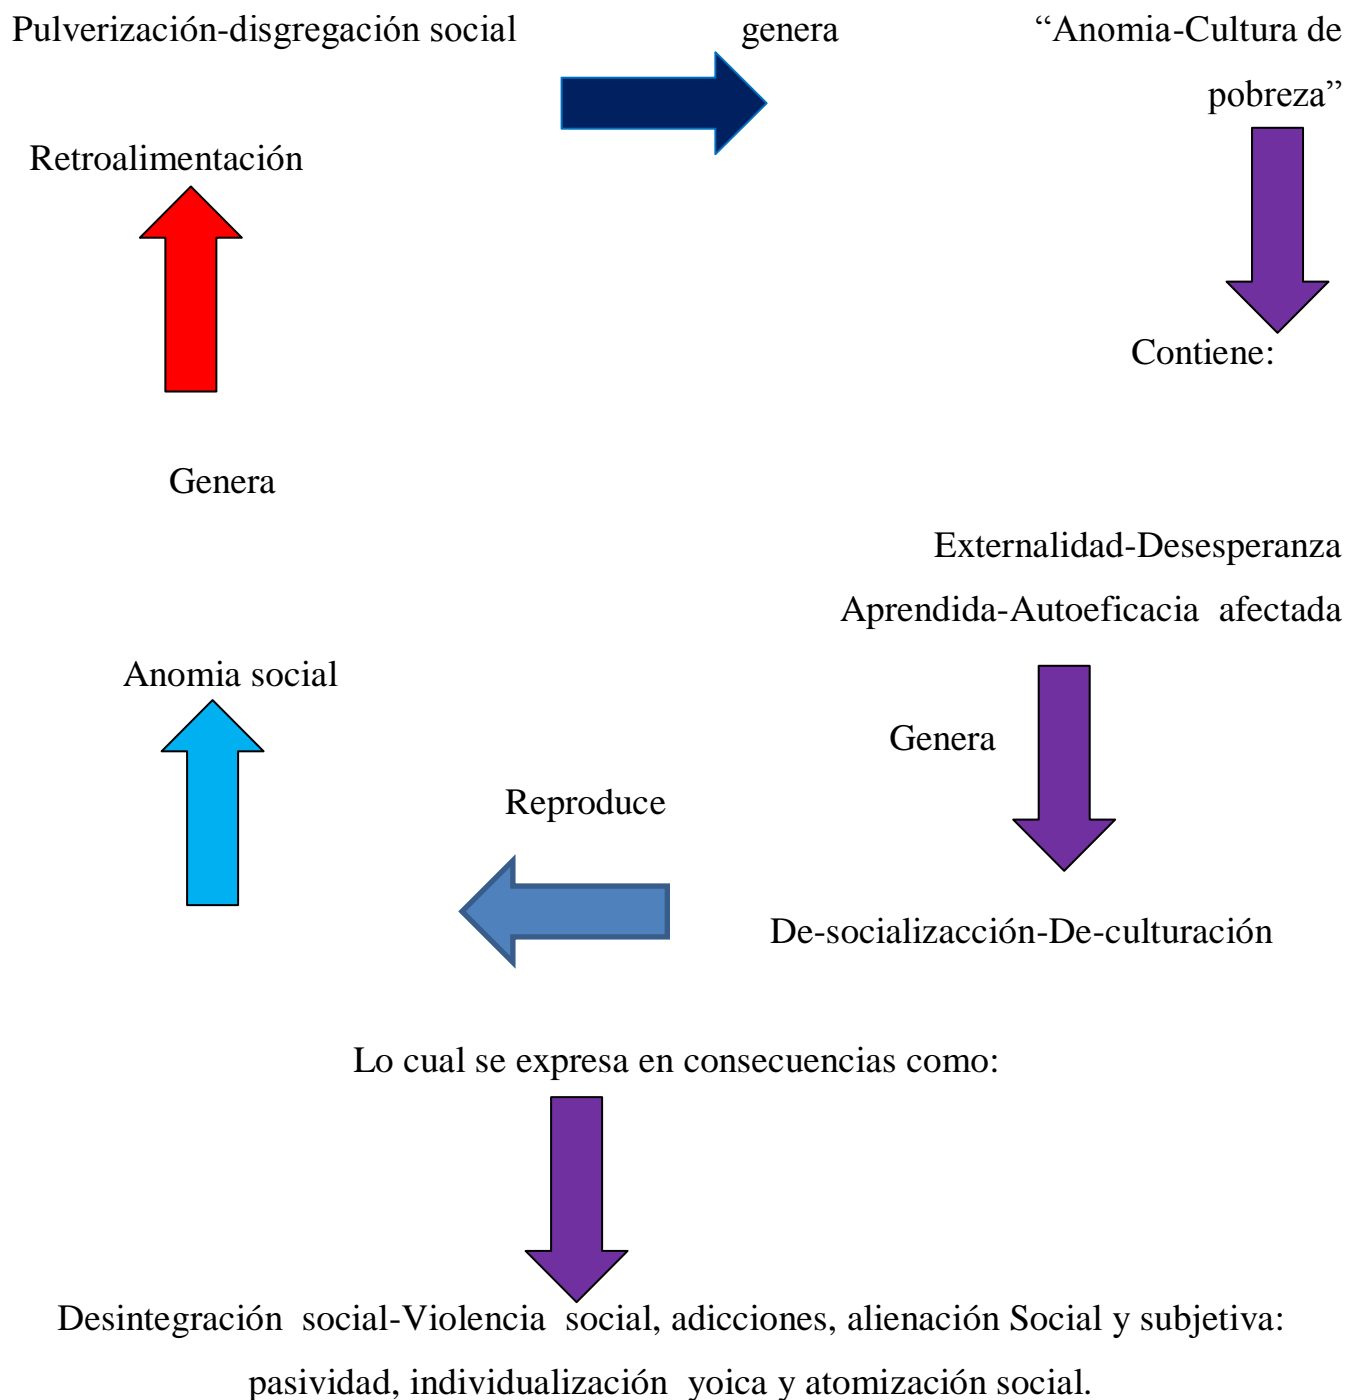 Pulverización-disgregación social genera “Anomia-Cultura de
pobreza”
Retroalimentación
Contiene:
Genera
Externalidad-Desesperanza
Aprendida-Autoeficacia afectada
Anomia social
Genera
Reproduce
De-socializacción-De-culturación
Lo cual se expresa en consecuencias como:
Desintegración social-Violencia social, adicciones, alienación Social y subjetiva:
pasividad, individualización yoica y atomización social.